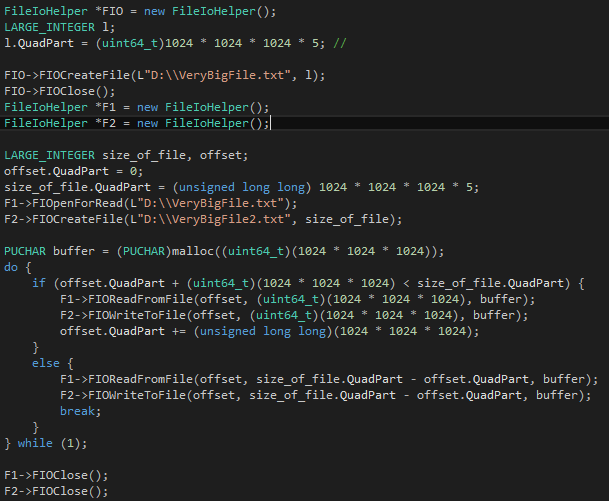 FileIoHelper *FIO = new FileIoHelper();
LARGE_INTEGER l;
l.QuadPart = (uint64_t)1024 * 1024 * 1024 * 5; //
FIO->FIOCreateFile(L"D:\\VeryBigFile.txt", l);
FIO->FIOClose();
FileIoHelper *F1 = new FileIoHelper();
FileIoHelper *F2 = new FileIoHelper();
LARGE_INTEGER size_of_file, offset;
offset.QuadPart = 0;
size_of_file.QuadPart = (unsigned long long) 1024 * 1024 * 1024 * 5;
F1->FIOpenForRead(L"D:\\VeryBigFile.txt");
F2->FIOCreateFile(L"D:\\VeryBigFile2.txt", size_of_file);
PUCHAR buffer = (PUCHAR)malloc((uint64_t)(1024 * 1024 * 1024));
do {
    if (offset.QuadPart + (uint64_t)(1024 * 1024 * 1024) < size_of_file.QuadPart) {
        F1->FIOReadFromFile(offset, (uint64_t)(1024 * 1024 * 1024), buffer);
        F2->FIOWriteToFile(offset, (uint64_t)(1024 * 1024 * 1024), buffer);
        offset.QuadPart += (unsigned long long)(1024 * 1024 * 1024);
    }
    else {
        F1->FIOReadFromFile(offset, size_of_file.QuadPart - offset.QuadPart, buffer);
        F2->FIOWriteToFile(offset, size_of_file.QuadPart - offset.QuadPart, buffer);
        break;
    }
} while (1);
F1->FIOClose();
F2->FIOClose();